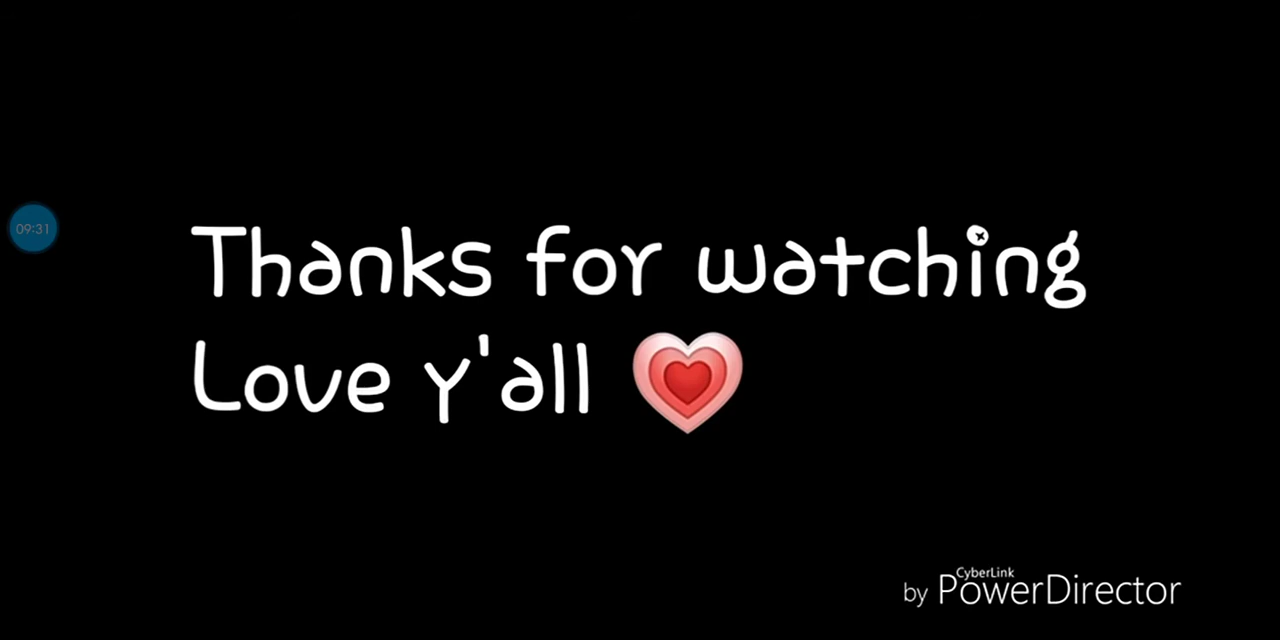 09:31
Thanks for watching
Love y'all 💗
CyberLink
by PowerDirector